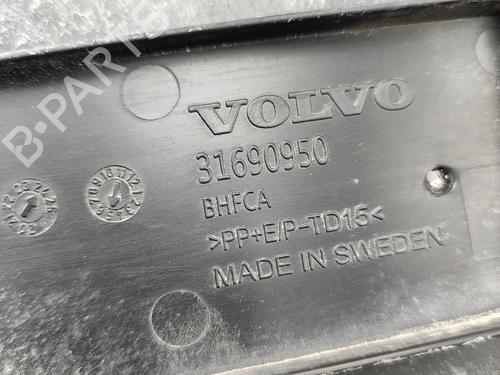 B-PARTS
VOLVO
31690950
BHFCA
>PP+E/P-TD15<
MADE IN SWEDEN